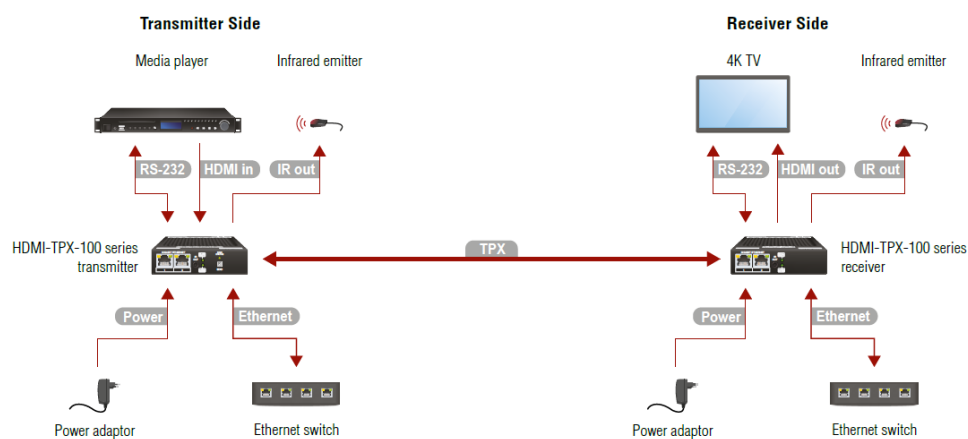 Transmitter Side
Receiver Side
Media player
Infrared emitter
4K TV
Infrared emitter
RS-232
HDMI in
IR out
RS-232
HDMI out
IR out
HDMI-TPX-100 series
transmitter
TPX
HDMI-TPX-100 series
receiver
Power
Ethernet
Power
Ethernet
Power adaptor
Ethernet switch
Power adaptor
Ethernet switch